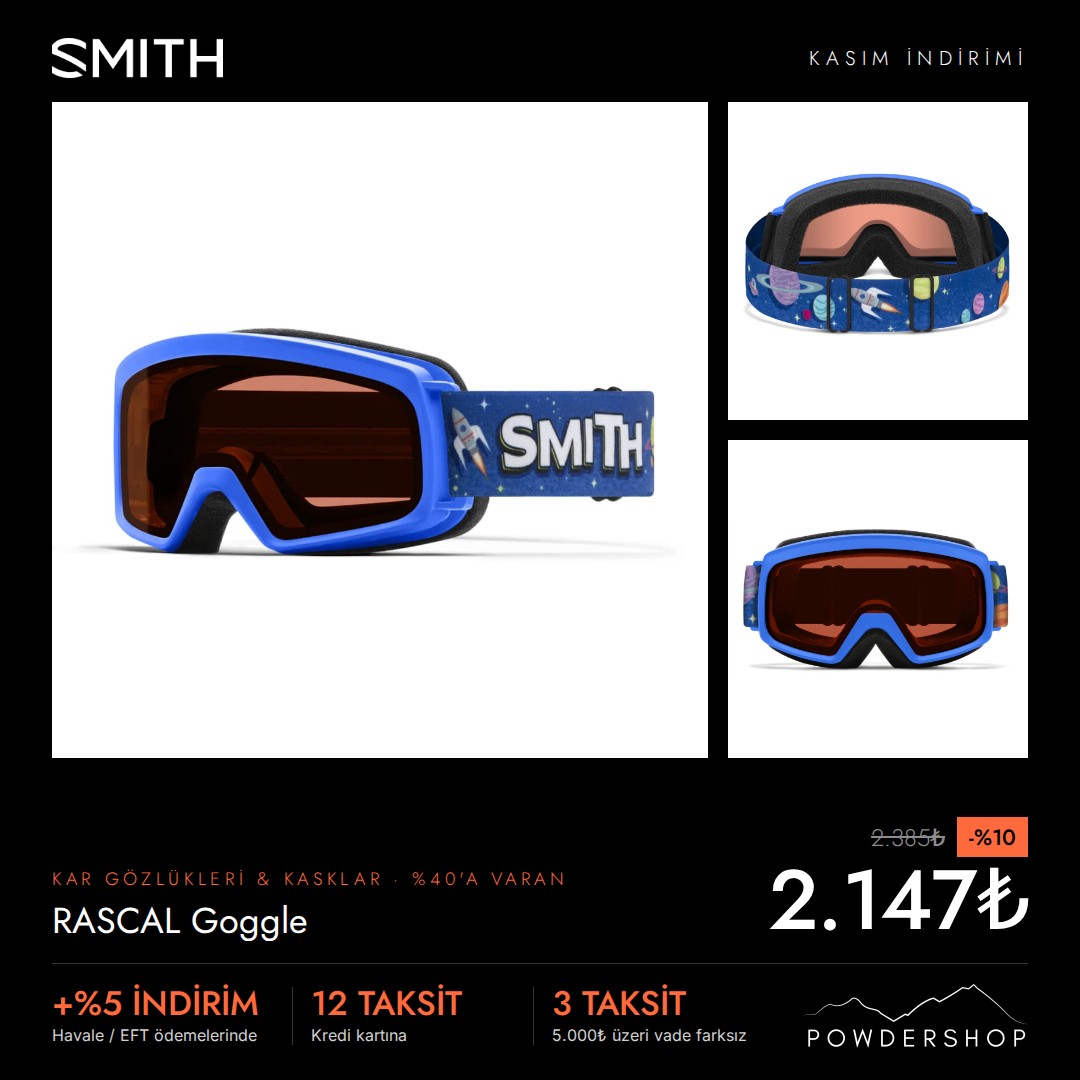 SMITH
KASIM İNDİRİMİ
SMITH
2.385₺
-%10
KAR GÖZLÜKLERİ & KASKLAR · %40'A VARAN
2.147₺
RASCAL Goggle
+%5 İNDİRİM
Havale / EFT ödemelerinde
12 TAKSİT
Kredi kartına
3 TAKSİT
5.000₺ üzeri vade farksız
POWDERSHOP